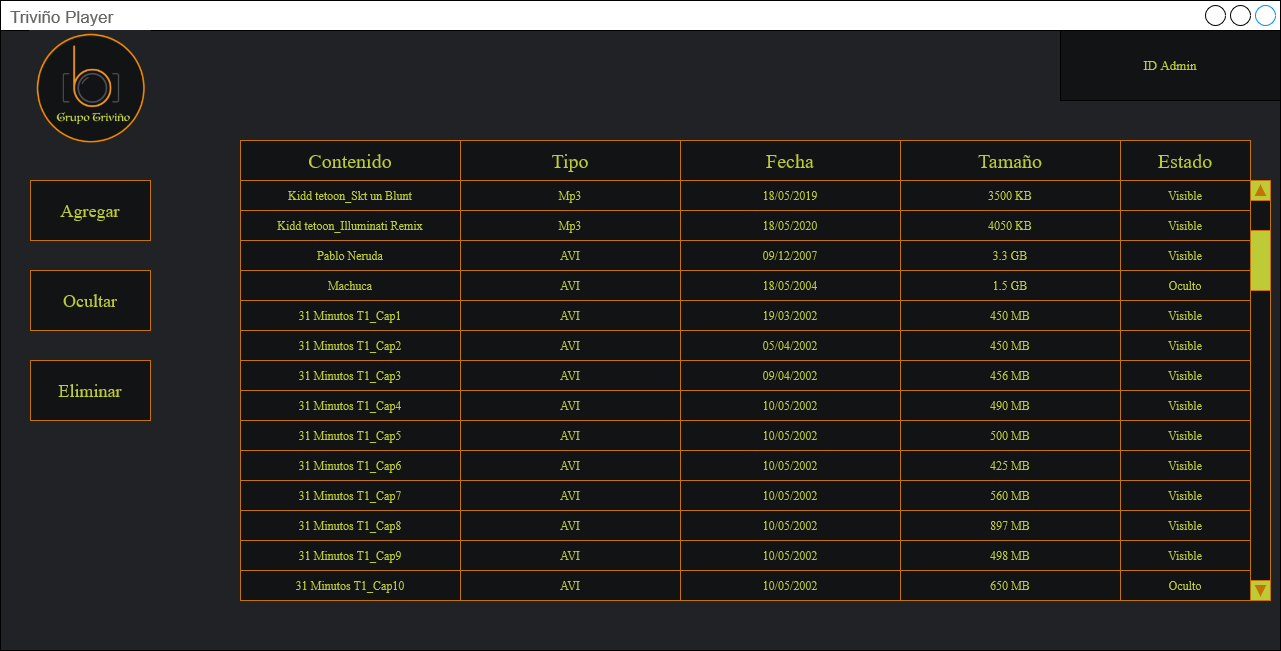 Triviño Player
ID Admin
Grupo Triviño
Agregar
Ocultar
Eliminar
Contenido Tipo Fecha Tamaño Estado
Kidd tetoon_Skt un Blunt Mp3 18/05/2019 3500 KB Visible
Kidd tetoon_Illuminati Remix Mp3 18/05/2020 4050 KB Visible
Pablo Neruda AVI 09/12/2007 3.3 GB Visible
Machuca AVI 18/05/2004 1.5 GB Oculto
31 Minutos T1_Cap1 AVI 19/03/2002 450 MB Visible
31 Minutos T1_Cap2 AVI 05/04/2002 450 MB Visible
31 Minutos T1_Cap3 AVI 09/04/2002 456 MB Visible
31 Minutos T1_Cap4 AVI 10/05/2002 490 MB Visible
31 Minutos T1_Cap5 AVI 10/05/2002 500 MB Visible
31 Minutos T1_Cap6 AVI 10/05/2002 425 MB Visible
31 Minutos T1_Cap7 AVI 10/05/2002 560 MB Visible
31 Minutos T1_Cap8 AVI 10/05/2002 897 MB Visible
31 Minutos T1_Cap9 AVI 10/05/2002 498 MB Visible
31 Minutos T1_Cap10 AVI 10/05/2002 650 MB Oculto